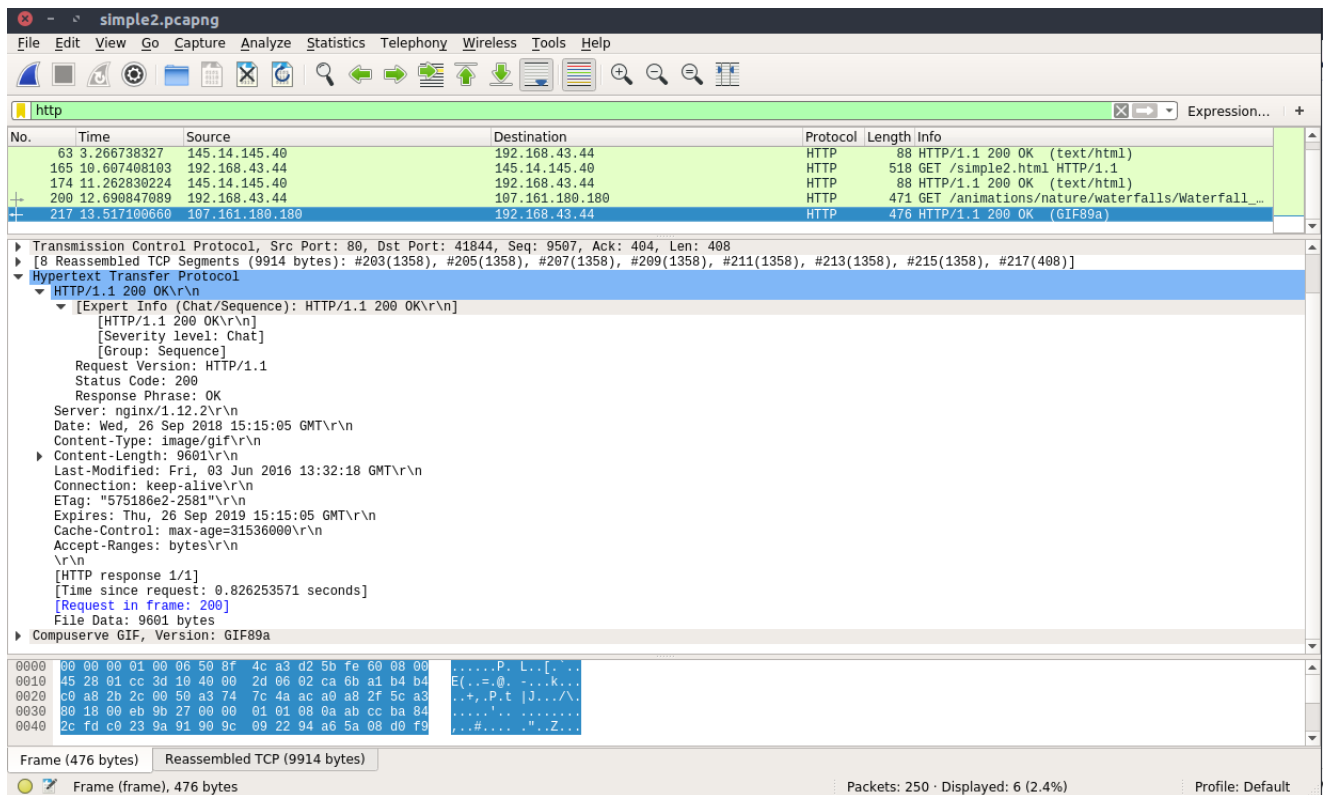 simple2.pcapng
File Edit View Go Capture Analyze Statistics Telephony Wireless Tools Help
http Expression... +
No. Time Source Destination Protocol Length Info
63 3.266738327 145.14.145.40 192.168.43.44 HTTP 88 HTTP/1.1 200 OK (text/html)
165 10.607408103 192.168.43.44 145.14.145.40 HTTP 518 GET /simple2.html HTTP/1.1
174 11.262830224 145.14.145.40 192.168.43.44 HTTP 88 HTTP/1.1 200 OK (text/html)
200 12.690847089 192.168.43.44 107.161.180.180 HTTP 471 GET /animations/nature/waterfalls/Waterfall_…
217 13.517100660 107.161.180.180 192.168.43.44 HTTP 476 HTTP/1.1 200 OK (GIF89a)
Transmission Control Protocol, Src Port: 80, Dst Port: 41844, Seq: 9507, Ack: 404, Len: 408
[8 Reassembled TCP Segments (9914 bytes): #203(1358), #205(1358), #207(1358), #209(1358), #211(1358), #213(1358), #215(1358), #217(408)]
Hypertext Transfer Protocol
HTTP/1.1 200 OK\r\n
[Expert Info (Chat/Sequence): HTTP/1.1 200 OK\r\n]
[HTTP/1.1 200 OK\r\n]
[Severity level: Chat]
[Group: Sequence]
Request Version: HTTP/1.1
Status Code: 200
Response Phrase: OK
Server: nginx/1.12.2\r\n
Date: Wed, 26 Sep 2018 15:15:05 GMT\r\n
Content-Type: image/gif\r\n
Content-Length: 9601\r\n
Last-Modified: Fri, 03 Jun 2016 13:32:18 GMT\r\n
Connection: keep-alive\r\n
ETag: "575186e2-2581"\r\n
Expires: Thu, 26 Sep 2019 15:15:05 GMT\r\n
Cache-Control: max-age=31536000\r\n
Accept-Ranges: bytes\r\n
\r\n
[HTTP response 1/1]
[Time since request: 0.826253571 seconds]
[Request in frame: 200]
File Data: 9601 bytes
Compuserve GIF, Version: GIF89a
0000 00 00 00 01 00 06 50 8f 4c a3 d2 5b fe 60 08 00 ......P. L..[.`..
0010 45 28 01 cc 3d 10 40 00 2d 06 02 ca 6b a1 b4 b4 E(..=.@. -...k...
0020 c0 a8 2b 2c 00 50 a3 74 7c 4a ac a0 a8 2f 5c a3 ..+,.P.t |J.../\.
0030 80 18 00 eb 9b 27 00 00 01 01 08 0a ab cc ba 84 .....'.. ........
0040 2c fd c0 23 9a 91 90 9c 09 22 94 a6 5a 08 d0 f9 ,..#.... ."..Z...
Frame (476 bytes) Reassembled TCP (9914 bytes)
Frame (frame), 476 bytes Packets: 250 · Displayed: 6 (2.4%) Profile: Default